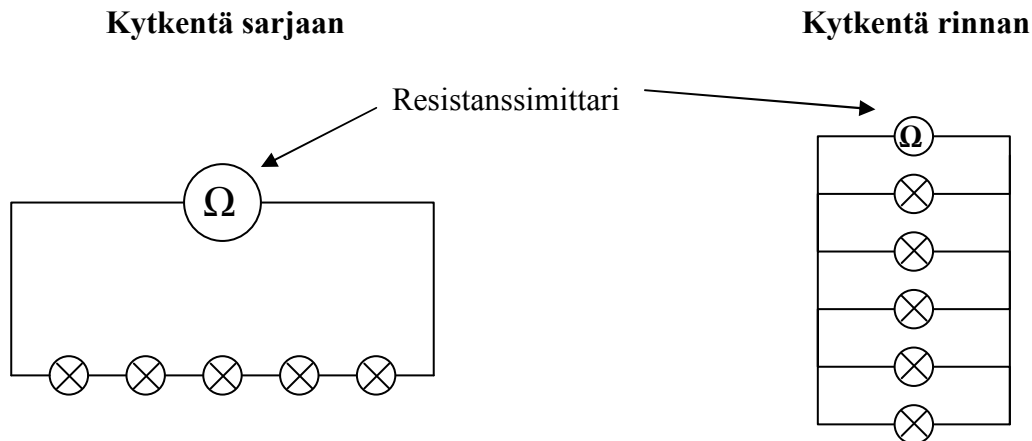 Kytkentä sarjaan
Kytkentä rinnan
Resistanssimittari
Ω
Ω